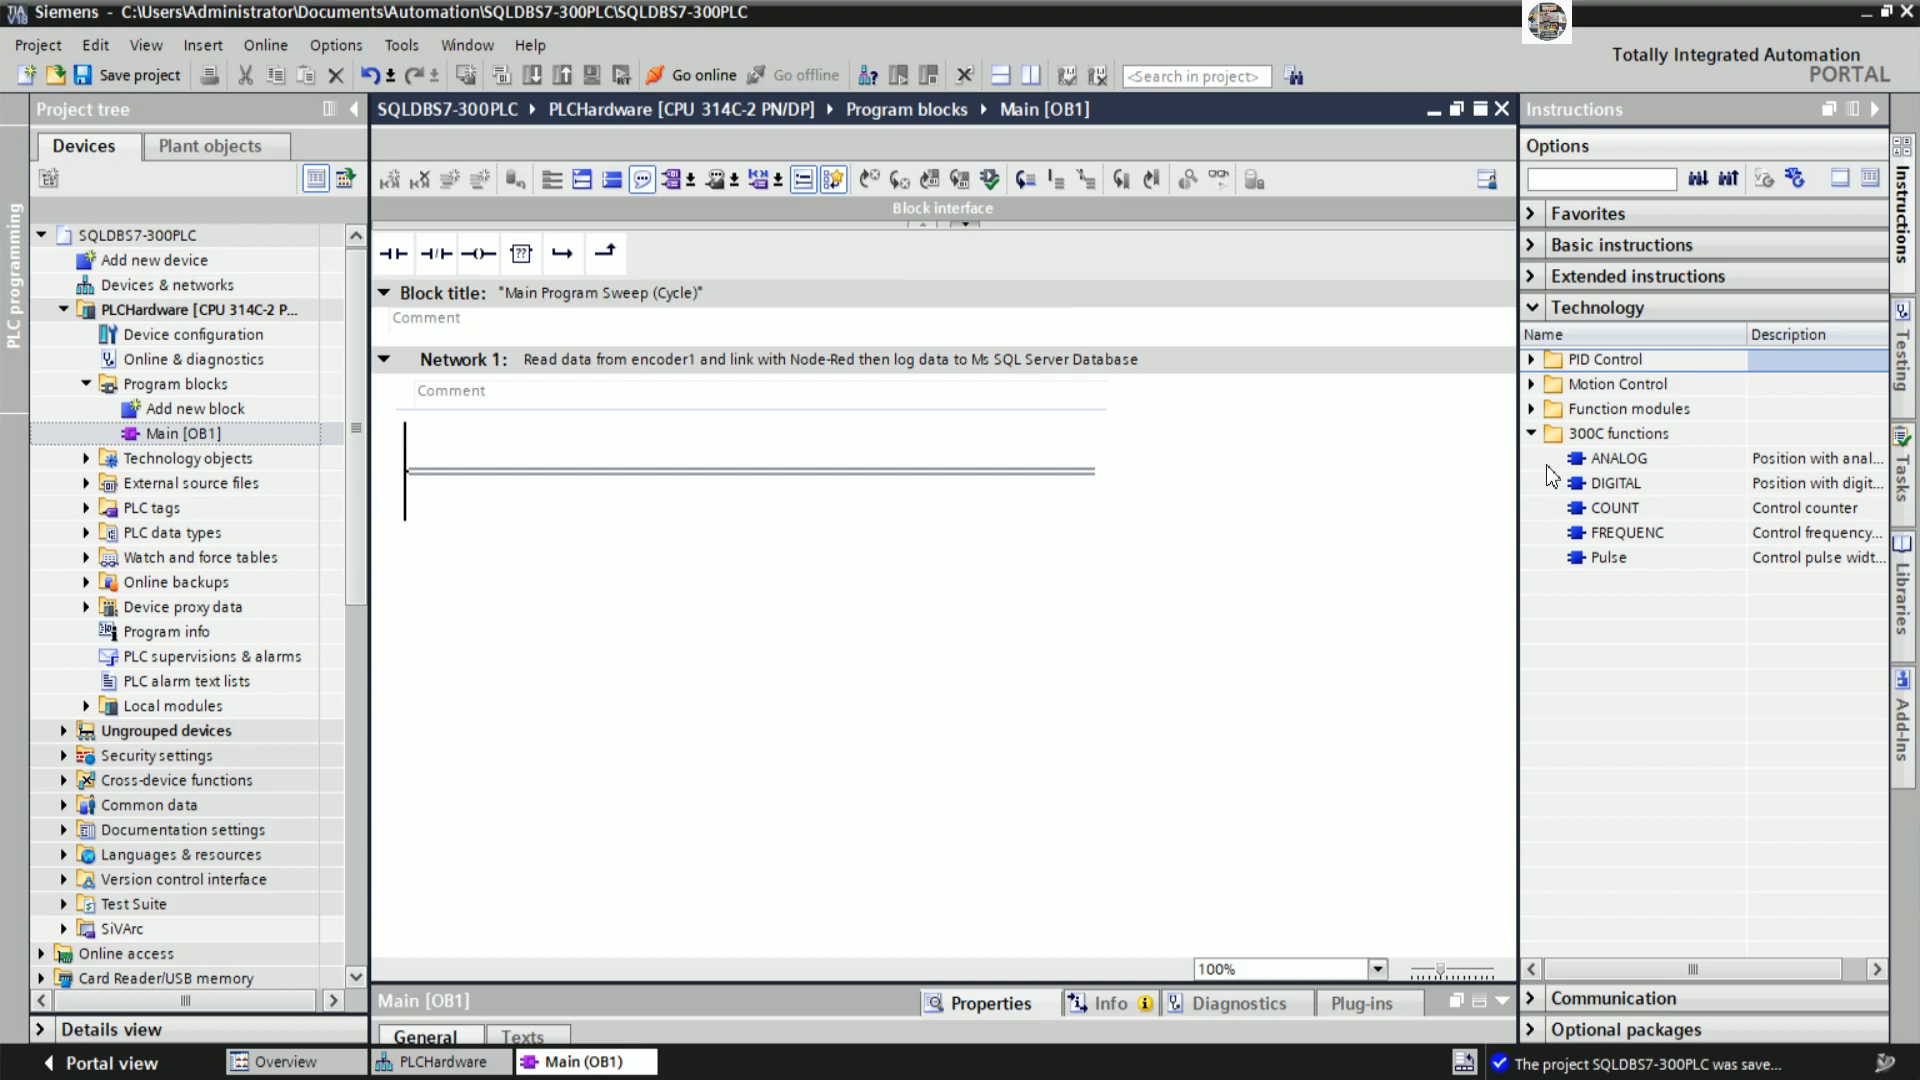 Siemens - C:\Users\Administrator\Documents\Automation\SQLDBS7-300PLC\SQLDBS7-300PLC
Project Edit View Insert Online Options Tools Window Help
Totally Integrated Automation
PORTAL
Save project
Go online
Go offline
<Search in project>
Project tree
SQLDBS7-300PLC PLCHardware [CPU 314C-2 PN/DP] Program blocks Main [OB1]
Instructions
Devices
Plant objects
Options
PLC programming
Block interface
SQLDBS7-300PLC
Add new device
Devices & networks
PLCHardware [CPU 314C-2 P...
Device configuration
Online & diagnostics
Program blocks
Add new block
Main [OB1]
Technology objects
External source files
PLC tags
PLC data types
Watch and force tables
Online backups
Device proxy data
Program info
PLC supervisions & alarms
PLC alarm text lists
Local modules
Ungrouped devices
Security settings
Cross-device functions
Common data
Documentation settings
Languages & resources
Version control interface
Test Suite
SiVArc
Online access
Card Reader/USB memory
Details view
??
Block title: "Main Program Sweep (Cycle)"
Comment
Network 1: Read data from encoder1 and link with Node-Red then log data to Ms SQL Server Database
Comment
100%
Main [OB1]
Properties
Info
Diagnostics
Plug-ins
General
Texts
Favorites
Basic instructions
Extended instructions
Technology
Name Description
PID Control
Motion Control
Function modules
300C functions
ANALOG Position with anal...
DIGITAL Position with digit...
COUNT Control counter
FREQUENC Control frequency...
Pulse Control pulse widt...
Communication
Optional packages
Instructions
Testing
Tasks
Libraries
Add-Ins
Portal view
Overview
PLCHardware
Main (OB1)
The project SQLDBS7-300PLC was save...